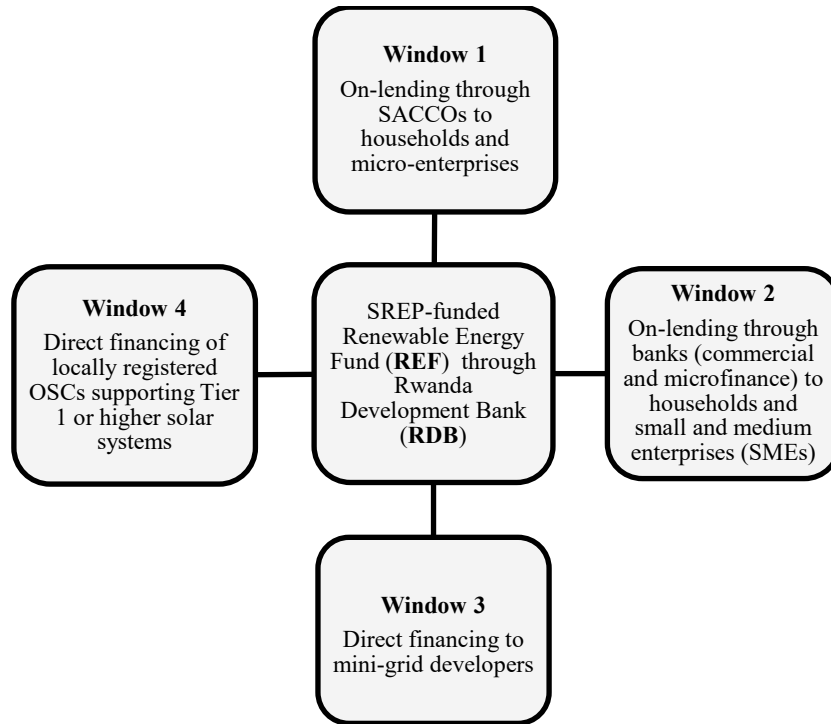 Window 1
On-lending through
SACCOs to
households and
micro-enterprises
Window 4
Direct financing of
locally registered
OSCs supporting Tier
1 or higher solar
systems
SREP-funded
Renewable Energy
Fund (REF) through
Rwanda
Development Bank
(RDB)
Window 2
On-lending through
banks (commercial
and microfinance) to
households and
small and medium
enterprises (SMEs)
Window 3
Direct financing to
mini-grid developers